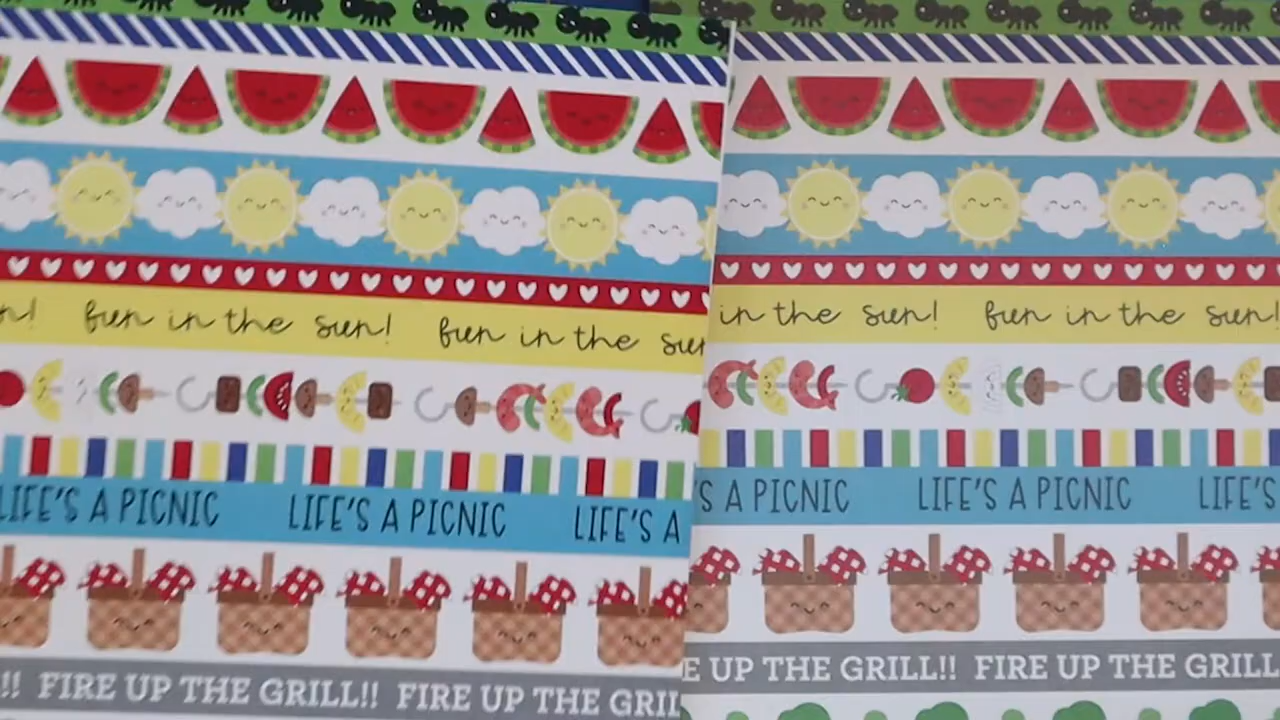 n! fun in the sun! fun in the sun
in the sun! fun in the sun!
LIFE'S A PICNIC LIFE'S A PICNIC LIFE'S A
'S A PICNIC LIFE'S A PICNIC LIFE'S
!! FIRE UP THE GRILL!! FIRE UP THE GRIL
E UP THE GRILL!! FIRE UP THE GRILL